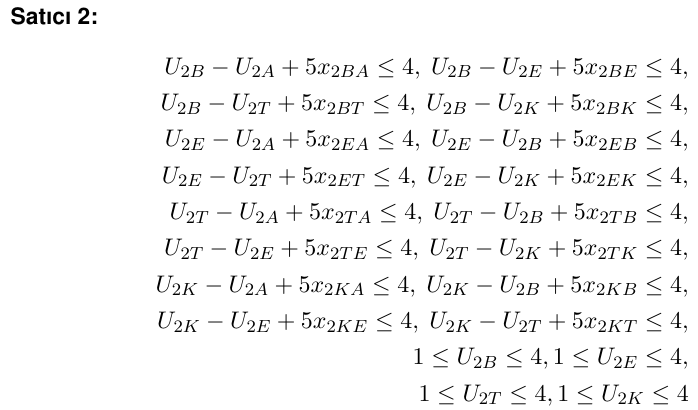 Satıcı 2:
U_{2B} − U_{2A} + 5x_{2BA} ≤ 4, U_{2B} − U_{2E} + 5x_{2BE} ≤ 4,
U_{2B} − U_{2T} + 5x_{2BT} ≤ 4, U_{2B} − U_{2K} + 5x_{2BK} ≤ 4,
U_{2E} − U_{2A} + 5x_{2EA} ≤ 4, U_{2E} − U_{2B} + 5x_{2EB} ≤ 4,
U_{2E} − U_{2T} + 5x_{2ET} ≤ 4, U_{2E} − U_{2K} + 5x_{2EK} ≤ 4,
U_{2T} − U_{2A} + 5x_{2TA} ≤ 4, U_{2T} − U_{2B} + 5x_{2TB} ≤ 4,
U_{2T} − U_{2E} + 5x_{2TE} ≤ 4, U_{2T} − U_{2K} + 5x_{2TK} ≤ 4,
U_{2K} − U_{2A} + 5x_{2KA} ≤ 4, U_{2K} − U_{2B} + 5x_{2KB} ≤ 4,
U_{2K} − U_{2E} + 5x_{2KE} ≤ 4, U_{2K} − U_{2T} + 5x_{2KT} ≤ 4,
1 ≤ U_{2B} ≤ 4, 1 ≤ U_{2E} ≤ 4,
1 ≤ U_{2T} ≤ 4, 1 ≤ U_{2K} ≤ 4